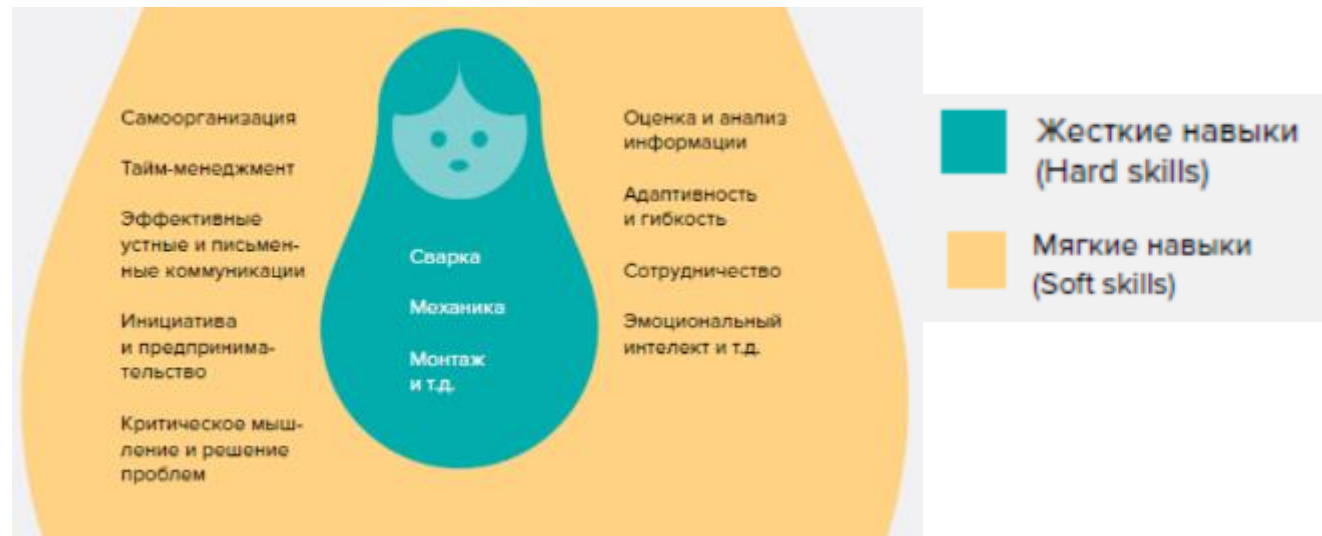 Самоорганизация
Тайм-менеджмент
Эффективные
устные и письмен-
ные коммуникации
Инициатива
и предпринима-
тельство
Критическое мыш-
ление и решение
проблем
Сварка
Механика
Монтаж
и т.д.
Оценка и анализ
информации
Адаптивность
и гибкость
Сотрудничество
Эмоциональный
интелект и т.д.
Жесткие навыки
(Hard skills)
Мягкие навыки
(Soft skills)